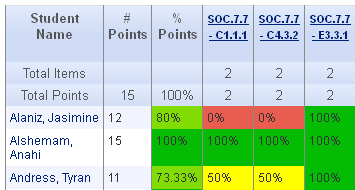 Student Name # Points % Points SOC.7.7 - C1.1.1 SOC.7.7 - C4.3.2 SOC.7.7 - E3.3.1
Total Items 2 2 2
Total Points 15 100% 2 2 2
Alaniz, Jasimine 12 80% 0% 0% 100%
Alshemam, Anahi 15 100% 100% 100% 100%
Andress, Tyran 11 73.33% 50% 50% 100%